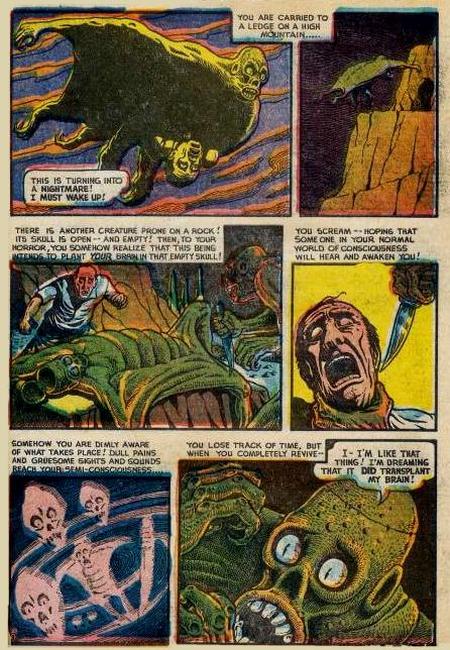 YOU ARE CARRIED TO
A LEDGE ON A HIGH
MOUNTAIN.....
THIS IS TURNING INTO
A NIGHTMARE!
I MUST WAKE UP!
THERE IS ANOTHER CREATURE PRONE ON A ROCK!
ITS SKULL IS OPEN -- AND EMPTY! THEN, TO YOUR
HORROR, YOU SOMEHOW REALIZE THAT THIS BEING
INTENDS TO PLANT YOUR BRAIN IN THAT EMPTY SKULL!
YOU SCREAM -- HOPING THAT
SOMEONE IN YOUR NORMAL
WORLD OF CONSCIOUSNESS
WILL HEAR AND AWAKEN YOU!
SOMEHOW YOU ARE DIMLY AWARE
OF WHAT TAKES PLACE! DULL PAINS
AND GRUESOME SIGHTS AND SOUNDS
REACH YOUR SEMI-CONSCIOUSNESS....
YOU LOSE TRACK OF TIME, BUT
WHEN YOU COMPLETELY REVIVE--
I-I'M LIKE THAT
THING! I'M DREAMING
THAT IT DID TRANSPLANT
MY BRAIN!